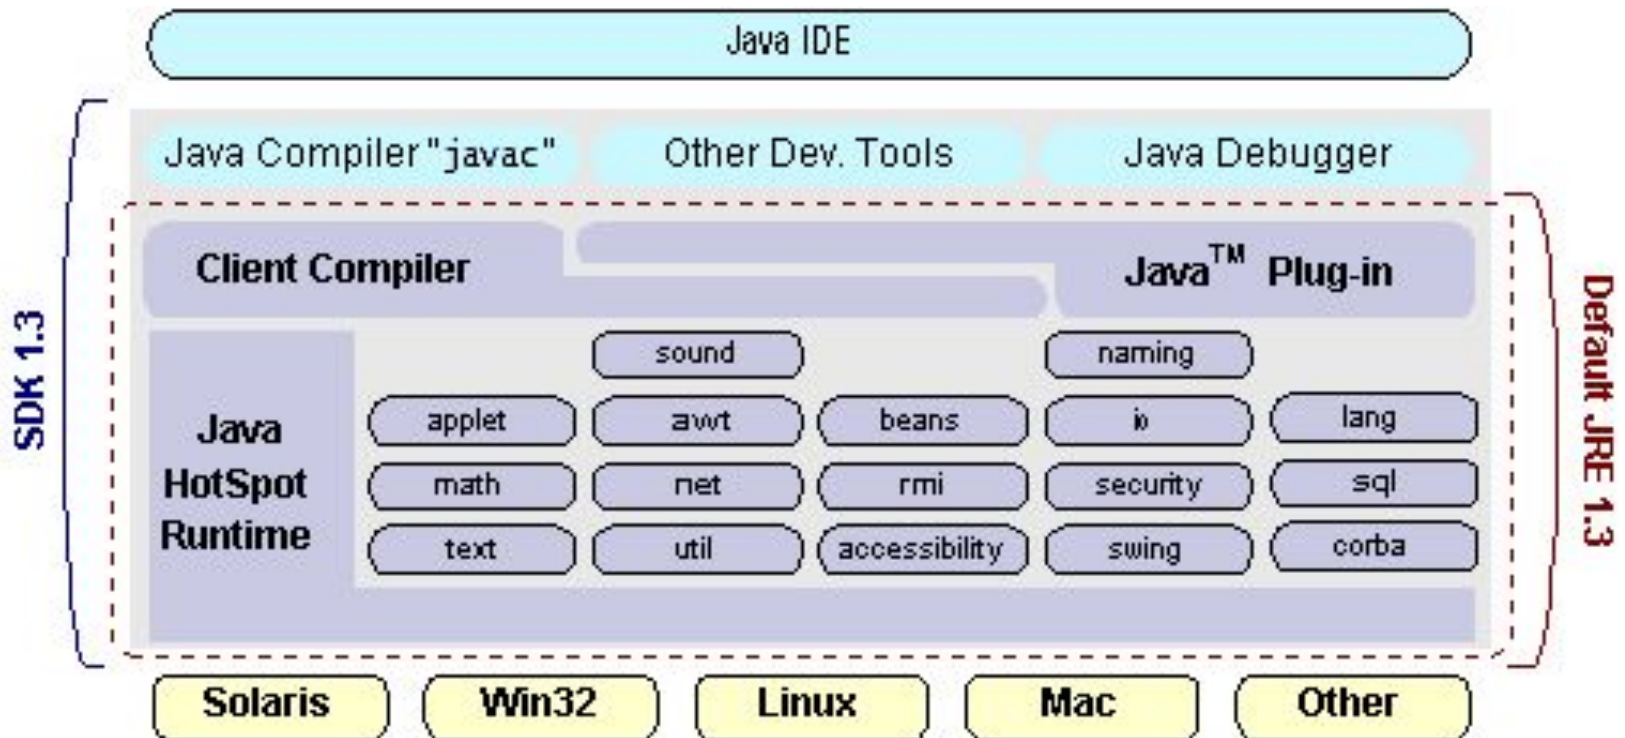 Java IDE
Java Compiler "javac"
Other Dev. Tools
Java Debugger
Client Compiler
Java™ Plug-in
SDK 1.3
Default JRE 1.3
Java
HotSpot
Runtime
sound
naming
applet
awt
beans
io
lang
math
net
rmi
security
sql
text
util
accessibility
swing
corba
Solaris
Win32
Linux
Mac
Other